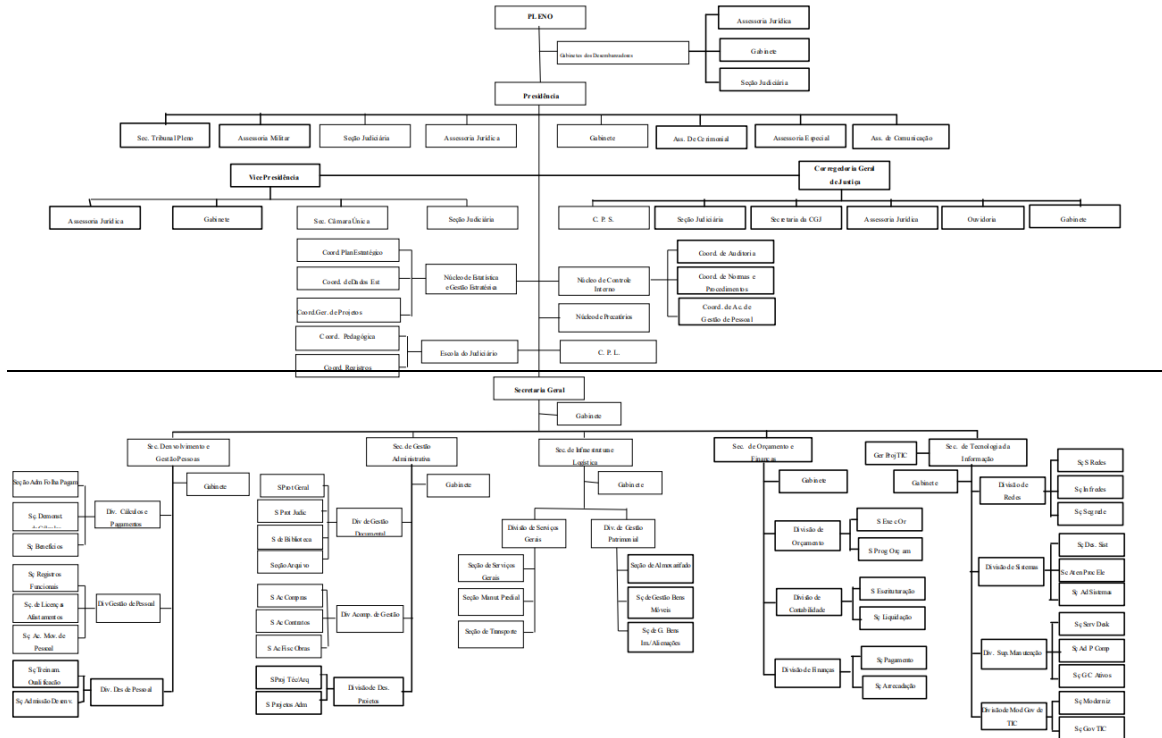 PLENO
Assessoria Jurídica
Gabinetes dos Desembargadores
Gabinete
Seção Judiciária
Presidência
Sec. Tribunal Pleno
Assessoria Militar
Seção Judiciária
Assessoria Jurídica
Gabinete
Ass. De Cerimonial
Assessoria Especial
Ass. de Comunicação
Vice Presidência
Corregedoria Geral
de Justiça
Assessoria Jurídica
Gabinete
Sec. Câmara Única
Seção Judiciária
C. P. S.
Seção Judiciária
Secretaria da CGJ
Assessoria Jurídica
Ouvidoria
Gabinete
Coord. Plan Estratégico
Coord. de Dados Est
Coord.Ger. de Projetos
Núcleo de Estatística
e Gestão Estratégica
Núcleo de Controle
Interno
Coord. de Auditoria
Coord. de Normas e
Procedimentos
Coord. de Ac. de
Gestão de Pessoal
Núcleo de Precatórios
Coord. Pedagógica
Coord. Registros
Escola do Judiciário
C. P. L.
Secretaria Geral
Gabinete
Sec. Desenvolvimento e
Gestão Pessoas
Gabinete
Seção Adm Folha Pagam
Sç. Demonst.
Sç Benefícios
Div. Cálculos e
Pagamentos
Sç Registros
Funcionais
Sç. de Licenças
Afastamentos
Sç Ac. Mov. de
Pessoal
Div Gestão de Pessoal
Sç Treinam.
Qualificação
Sç Admissão Desenv.
Div. Des de Pessoal
Sec. de Gestão
Administrativa
Gabinete
S Prot Geral
S Prot Judic
S de Biblioteca
Seção Arquivo
Div de Gestão
Documental
S Ac Compras
S Ac Contratos
S Ac Fisc Obras
Div Acomp. de Gestão
S Proj Téc/Arq
S Projetos Adm
Divisão de Des.
Projetos
Sec. de Infraestrutura e
Logística
Gabinete
Divisão de Serviços
Gerais
Div. de Gestão
Patrimonial
Seção de Serviços
Gerais
Seção Manut. Predial
Seção de Transporte
Seção de Almoxarifado
Sç de Gestão Bens
Móveis
Sç de G. Bens
Im./Alienações
Sec. de Orçamento e
Finanças
Gabinete
Divisão de
Orçamento
S Exec Or
S Prog Orç am
Divisão de
Contabilidade
S Escrituração
Sç Liquidação
Divisão de Finanças
Sç Pagamento
Sç Arrecadação
Ger Proj TIC
Sec. de Tecnologia da
Informação
Gabinete
Divisão de
Redes
Sç S Redes
Sç Infredes
Sç Segrede
Divisão de Sistemas
Sç Des. Sist
Sç Aten Proc Ele
Sç Ad Sistemas
Div. Sup. Manutenção
Sç Serv Desk
Sç Ad P Comp
Sç GC Ativos
Divisão de Mod Gov de
TIC
Sç Moderniz
Sç Gov TIC